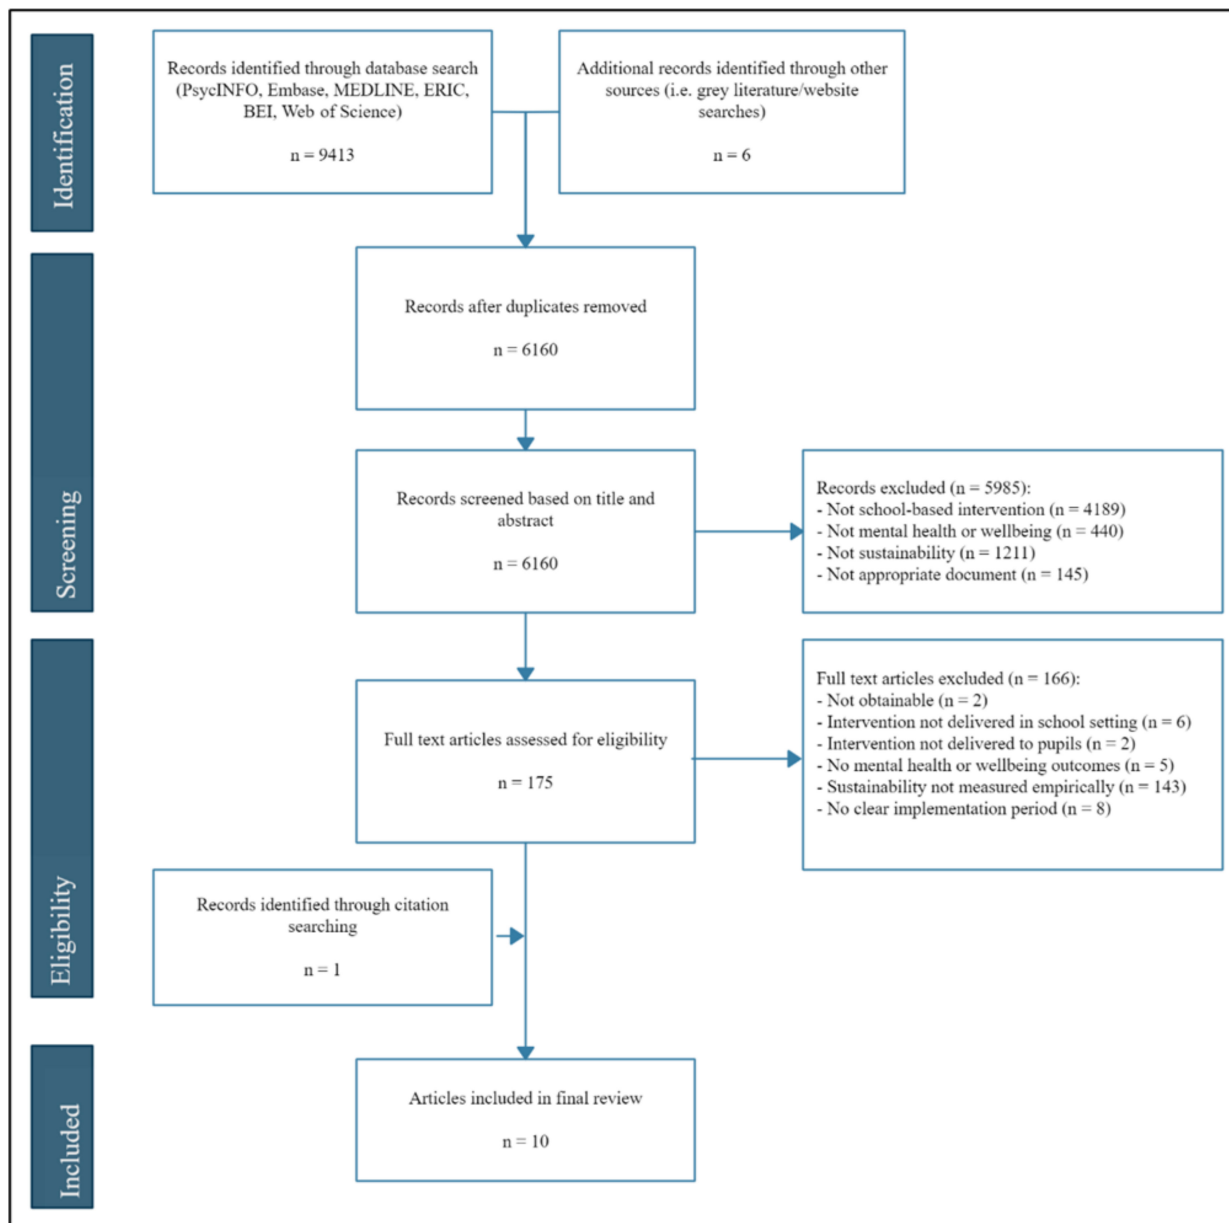 Identification
Records identified through database search
(PsycINFO, Embase, MEDLINE, ERIC,
BEI, Web of Science)
n = 9413
Additional records identified through other
sources (i.e. grey literature/website
searches)
n = 6
Screening
Records after duplicates removed
n = 6160
Records screened based on title and
abstract
n = 6160
Records excluded (n = 5985):
- Not school-based intervention (n = 4189)
- Not mental health or wellbeing (n = 440)
- Not sustainability (n = 1211)
- Not appropriate document (n = 145)
Eligibility
Full text articles assessed for eligibility
n = 175
Full text articles excluded (n = 166):
- Not obtainable (n = 2)
- Intervention not delivered in school setting (n = 6)
- Intervention not delivered to pupils (n = 2)
- No mental health or wellbeing outcomes (n = 5)
- Sustainability not measured empirically (n = 143)
- No clear implementation period (n = 8)
Records identified through citation
searching
n = 1
Included
Articles included in final review
n = 10